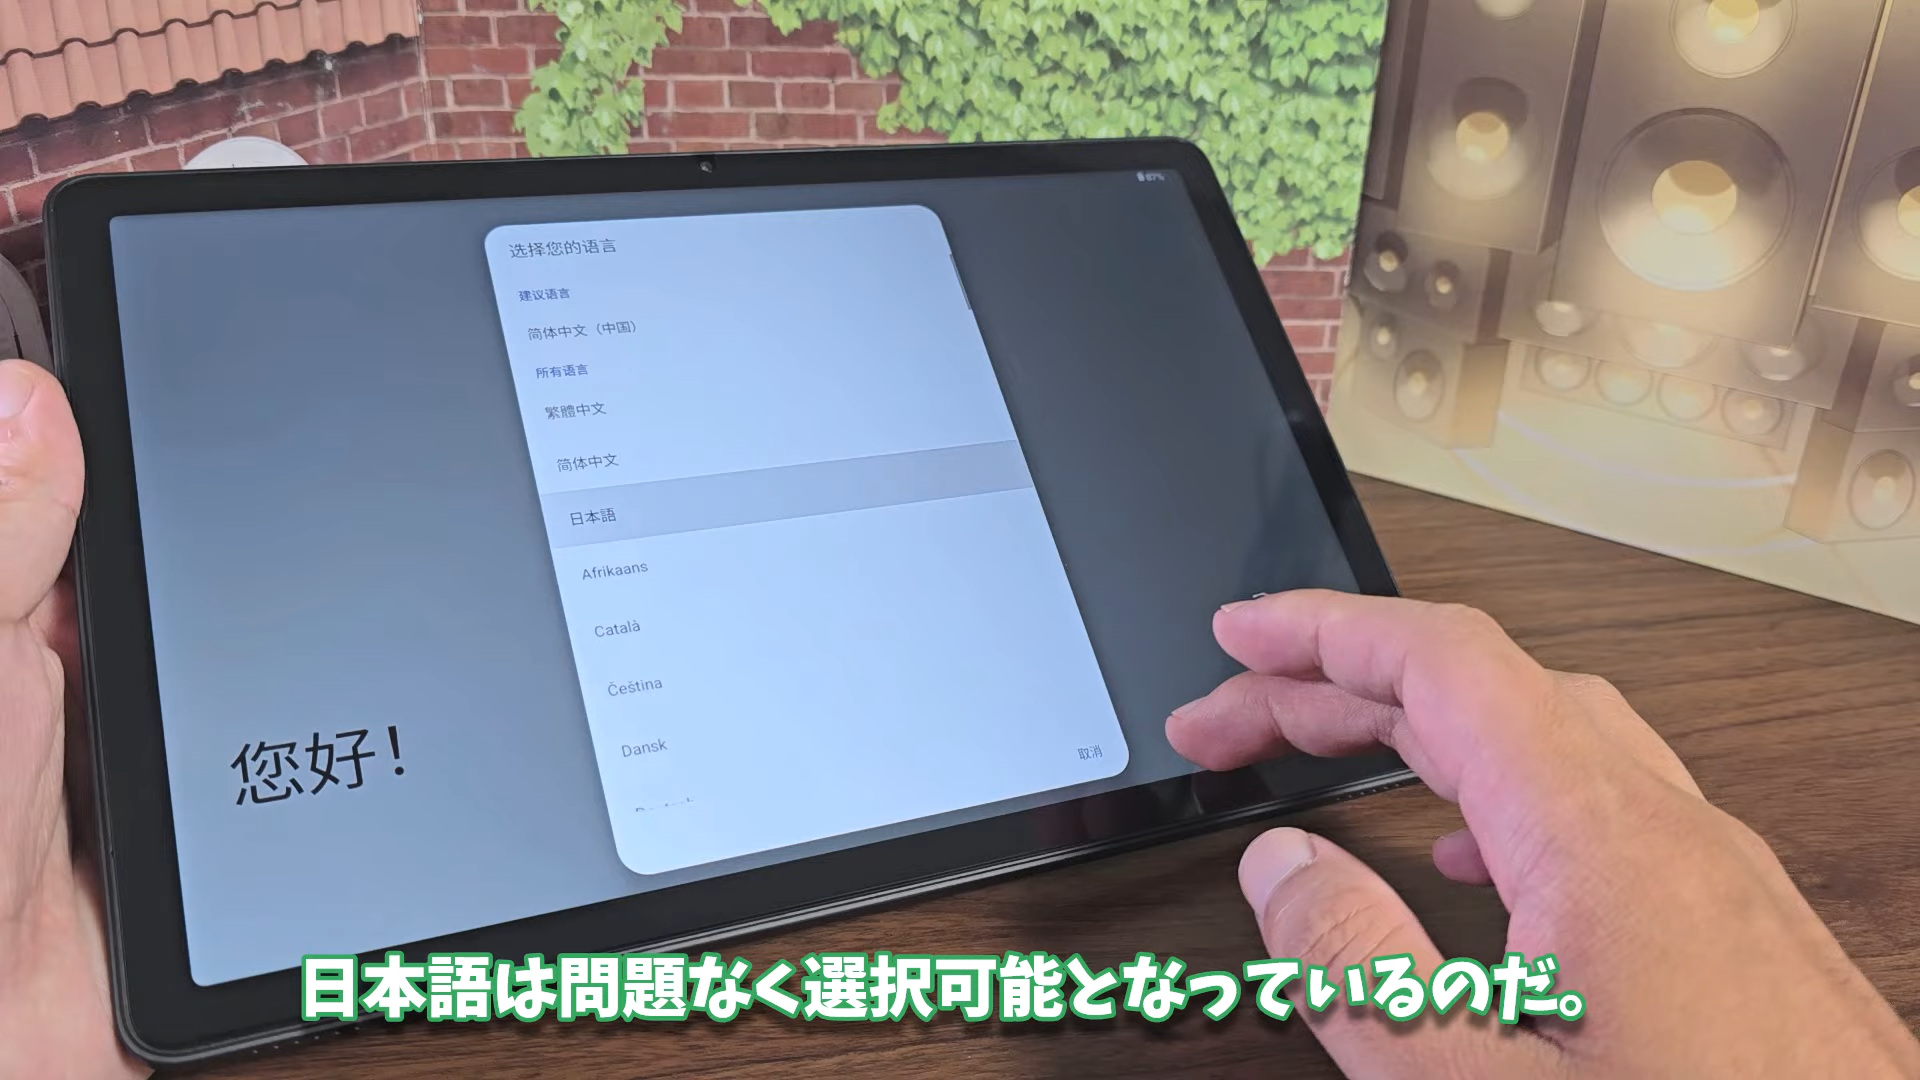 87%
选择您的语言
建议语言
简体中文（中国）
所有语言
繁體中文
简体中文
日本語
Afrikaans
Català
Čeština
Dansk
取消
您好！
日本語は問題なく選択可能となっているのだ。